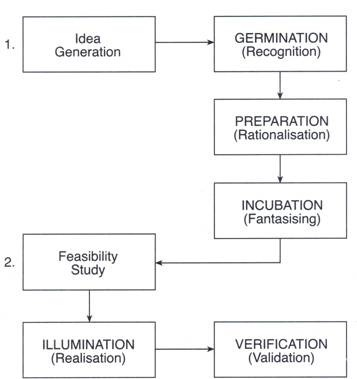 1.
Idea
Generation
GERMINATION
(Recognition)
PREPARATION
(Rationalisation)
INCUBATION
(Fantasising)
2.
Feasibility
Study
ILLUMINATION
(Realisation)
VERIFICATION
(Validation)